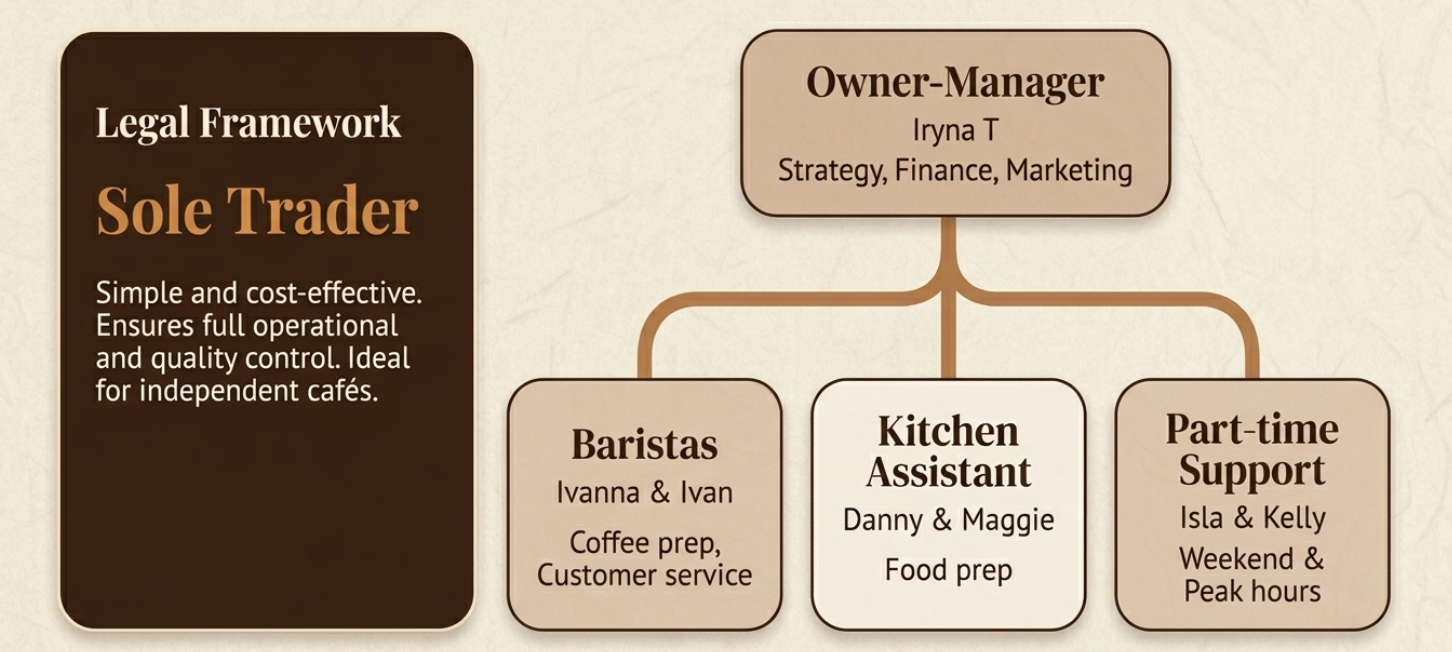 Legal Framework
Sole Trader
Simple and cost-effective.
Ensures full operational
and quality control. Ideal
for independent cafés.
Owner-Manager
Iryna T
Strategy, Finance, Marketing
Baristas
Ivanna & Ivan
Coffee prep,
Customer service
Kitchen
Assistant
Danny & Maggie
Food prep
Part-time
Support
Isla & Kelly
Weekend &
Peak hours